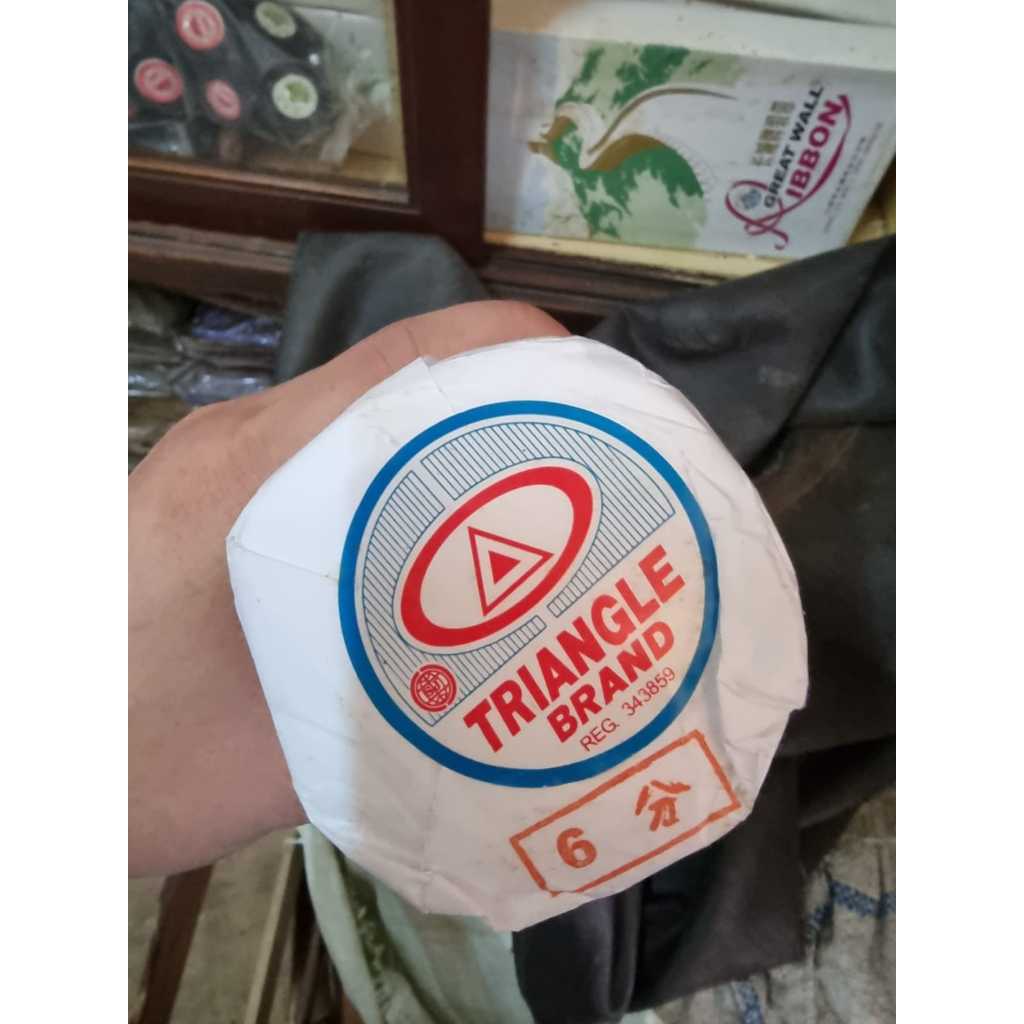 GREAT WALL
RIBBON
TRIANGLE
BRAND
REG. 343859
6 分